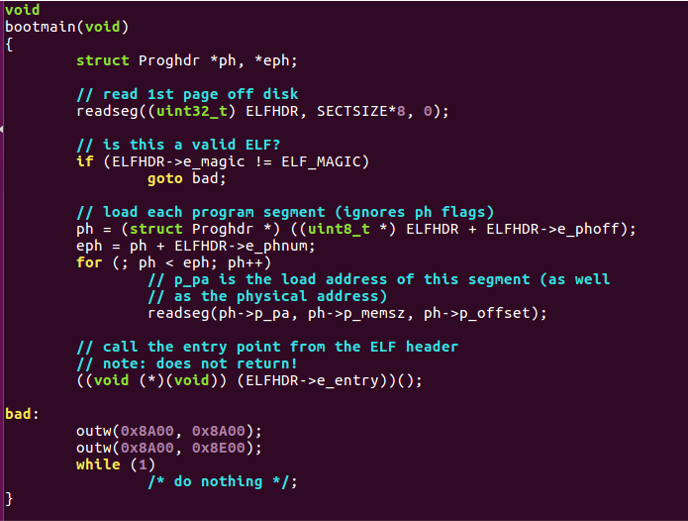 void
bootmain(void)
{
        struct Proghdr *ph, *eph;

        // read 1st page off disk
        readseg((uint32_t) ELFHDR, SECTSIZE*8, 0);

        // is this a valid ELF?
        if (ELFHDR->e_magic != ELF_MAGIC)
                goto bad;

        // load each program segment (ignores ph flags)
        ph = (struct Proghdr *) ((uint8_t *) ELFHDR + ELFHDR->e_phoff);
        eph = ph + ELFHDR->e_phnum;
        for (; ph < eph; ph++)
                // p_pa is the load address of this segment (as well
                // as the physical address)
                readseg(ph->p_pa, ph->p_memsz, ph->p_offset);

        // call the entry point from the ELF header
        // note: does not return!
        ((void (*)(void)) (ELFHDR->e_entry))();

bad:
        outw(0x8A00, 0x8A00);
        outw(0x8A00, 0x8E00);
        while (1)
                /* do nothing */;
}